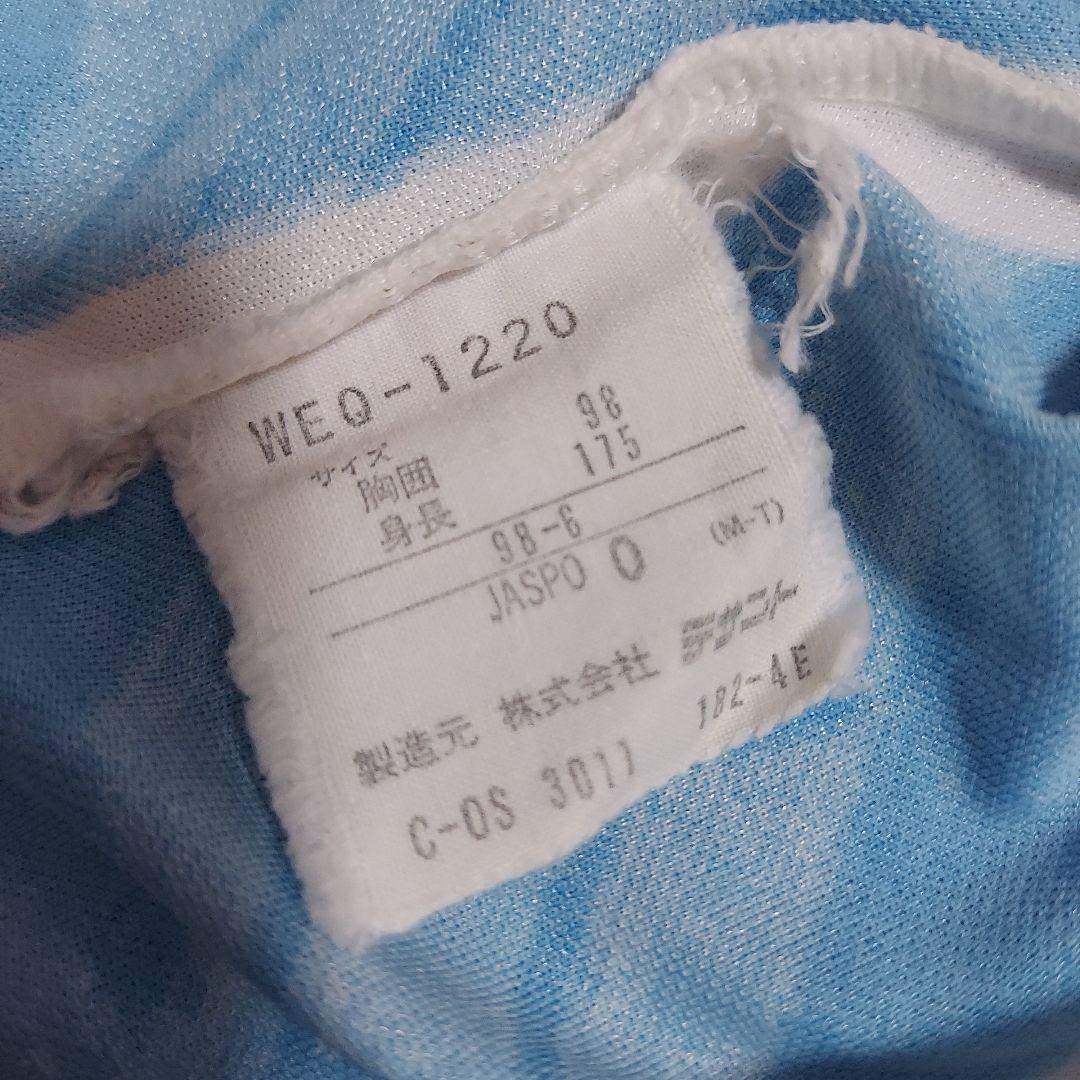 WEQ-1220
サイズ
胸囲 98
身長 175
98-6
JASPO O (M-T)
製造元 株式会社 デサント
C-OS 3011 182-4E